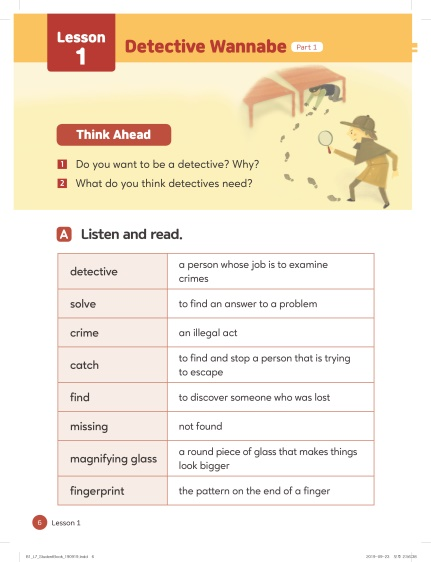 Lesson
1
Detective Wannabe
Part 1
Think Ahead
1 Do you want to be a detective? Why?
2 What do you think detectives need?
A Listen and read.
detective
a person whose job is to examine
crimes
solve
to find an answer to a problem
crime
an illegal act
catch
to find and stop a person that is trying
to escape
find
to discover someone who was lost
missing
not found
magnifying glass
a round piece of glass that makes things
look bigger
fingerprint
the pattern on the end of a finger
6 Lesson 1